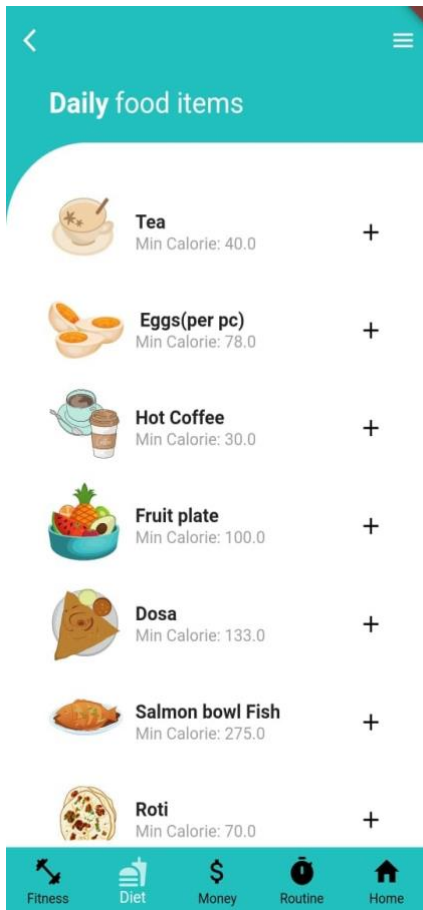 Daily food items
Tea
Min Calorie: 40.0
Eggs(per pc)
Min Calorie: 78.0
Hot Coffee
Min Calorie: 30.0
Fruit plate
Min Calorie: 100.0
Dosa
Min Calorie: 133.0
Salmon bowl Fish
Min Calorie: 275.0
Roti
Min Calorie: 70.0
Fitness Diet Money Routine Home